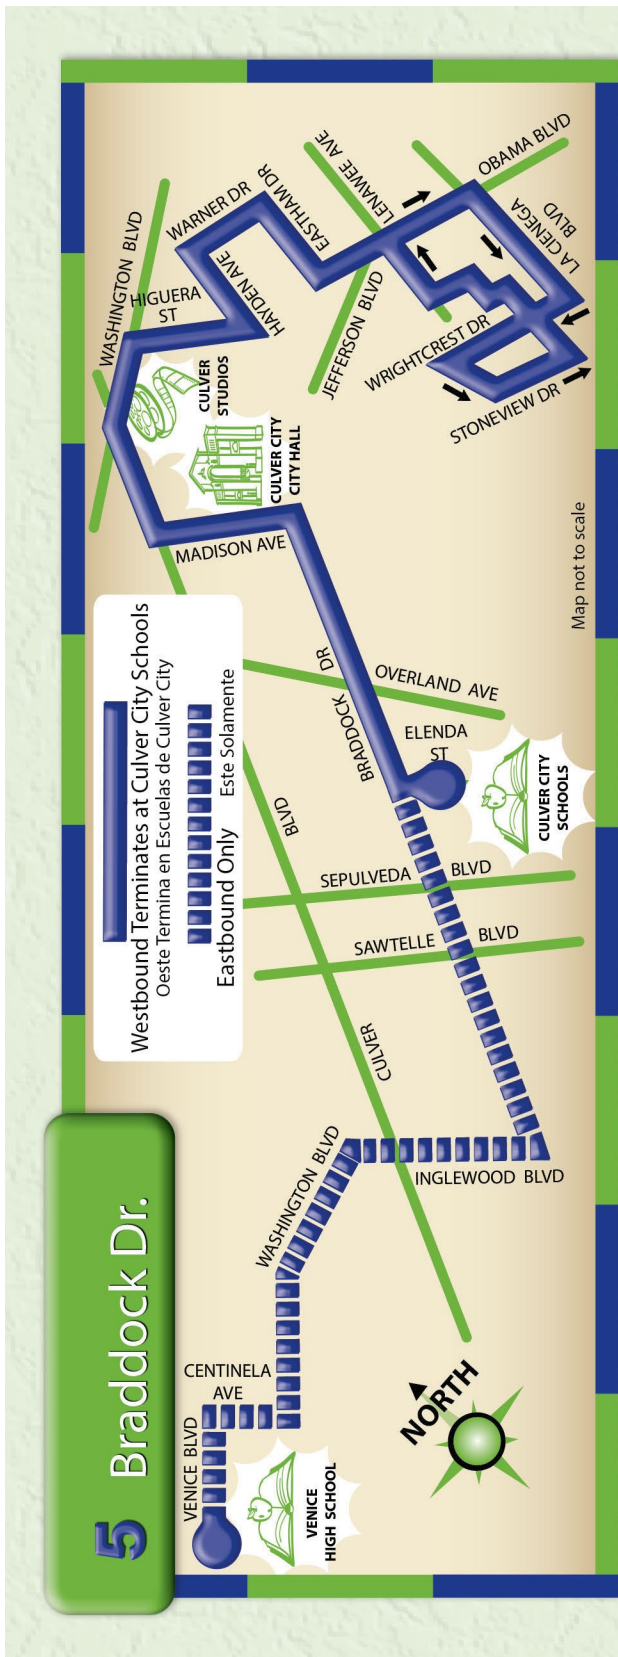 5 Braddock Dr.
Westbound Terminates at Culver City Schools
Oeste Termina en Escuelas de Culver City
Eastbound Only
Este Solamente
VENICE BLVD
VENICE
HIGH SCHOOL
CENTINELA
AVE
WASHINGTON BLVD
INGLEWOOD BLVD
CULVER
BLVD
SAWTELLE
BLVD
SEPULVEDA
BLVD
CULVER CITY
SCHOOLS
ELENDA
ST
BRADDOCK
DR
OVERLAND AVE
MADISON AVE
CULVER CITY
CITY HALL
CULVER
STUDIOS
WASHINGTON BLVD
HIGUERA
ST
HAYDEN AVE
WARNER DR
EASTHAM DR
JEFFERSON BLVD
LENAWEE AVE
OBAMA BLVD
LA CIENEGA
BLVD
WRIGHTCREST DR
STONEVIEW DR
Map not to scale
NORTH